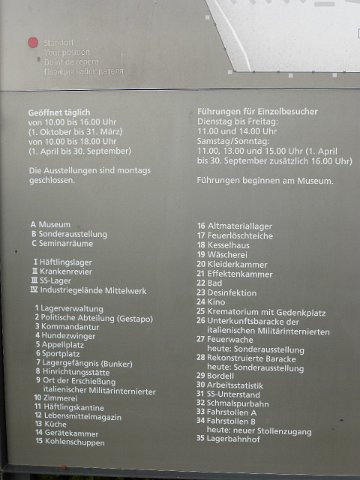 Standort
Your position
Point de repère
Geöffnet täglich
von 10.00 bis 16.00 Uhr
(1. Oktober bis 31. März)
von 10.00 bis 18.00 Uhr
(1. April bis 30. September)
Die Ausstellungen sind montags
geschlossen.
Führungen für Einzelbesucher
Dienstag bis Freitag:
11.00 und 14.00 Uhr
Samstag/Sonntag:
11.00, 13.00 und 15.00 Uhr (1. April
bis 30. September zusätzlich 16.00 Uhr)
Führungen beginnen am Museum.
A Museum
B Sonderausstellung
C Seminarräume
I Häftlingslager
II Krankenrevier
III SS-Lager
IV Industriegelände Mittelwerk
1 Lagerverwaltung
2 Politische Abteilung (Gestapo)
3 Kommandantur
4 Hundezwinger
5 Appellplatz
6 Sportplatz
7 Lagergefängnis (Bunker)
8 Hinrichtungsstätte
9 Ort der Erschießung
italienischer Militärinternierter
10 Zimmerei
11 Häftlingskantine
12 Lebensmittelmagazin
13 Küche
14 Gerätekammer
15 Kohlenschuppen
16 Altmateriallager
17 Feuerlöschteiche
18 Kesselhaus
19 Wäscherei
20 Kleiderkammer
21 Effektenkammer
22 Bad
23 Desinfektion
24 Kino
25 Krematorium mit Gedenkplatz
26 Unterkunftsbaracke der
italienischen Militärinternierten
27 Feuerwache
heute: Sonderausstellung
28 Rekonstruierte Baracke
heute: Sonderausstellung
29 Bordell
30 Arbeitsstatistik
31 SS-Unterstand
32 Schmalspurbahn
33 Fahrstollen A
34 Fahrstollen B
heute: neuer Stollenzugang
35 Lagerbahnhof